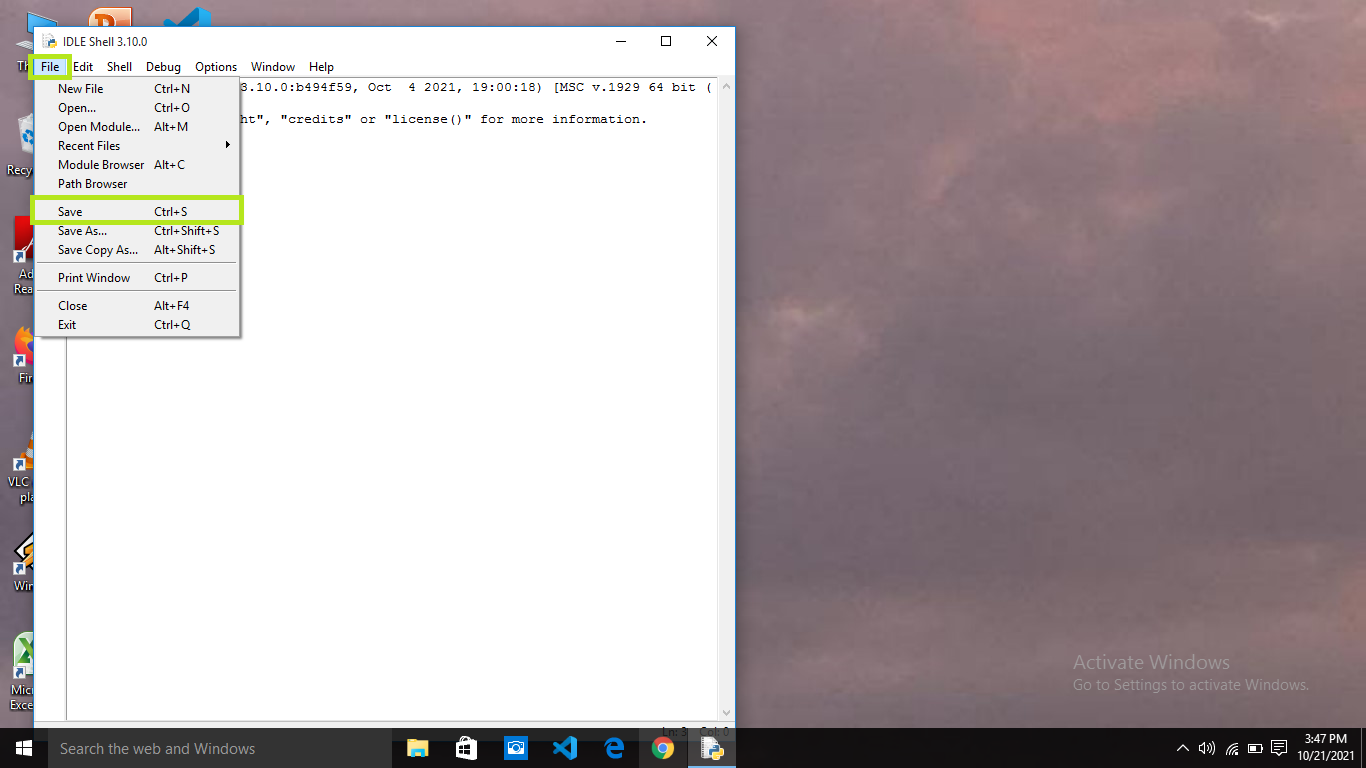 IDLE Shell 3.10.0
File Edit Shell Debug Options Window Help
3.10.0:b494f59, Oct  4 2021, 19:00:18) [MSC v.1929 64 bit (
ht", "credits" or "license()" for more information.
New File Ctrl+N
Open... Ctrl+O
Open Module... Alt+M
Recent Files
Module Browser Alt+C
Path Browser
Save Ctrl+S
Save As... Ctrl+Shift+S
Save Copy As... Alt+Shift+S
Print Window Ctrl+P
Close Alt+F4
Exit Ctrl+Q
Th
Recy
Ad
Rea
Fir
VLC
pla
Win
Micr
Exce
Activate Windows
Go to Settings to activate Windows.
Ln: 3 Col: 0
Search the web and Windows
3:47 PM
10/21/2021